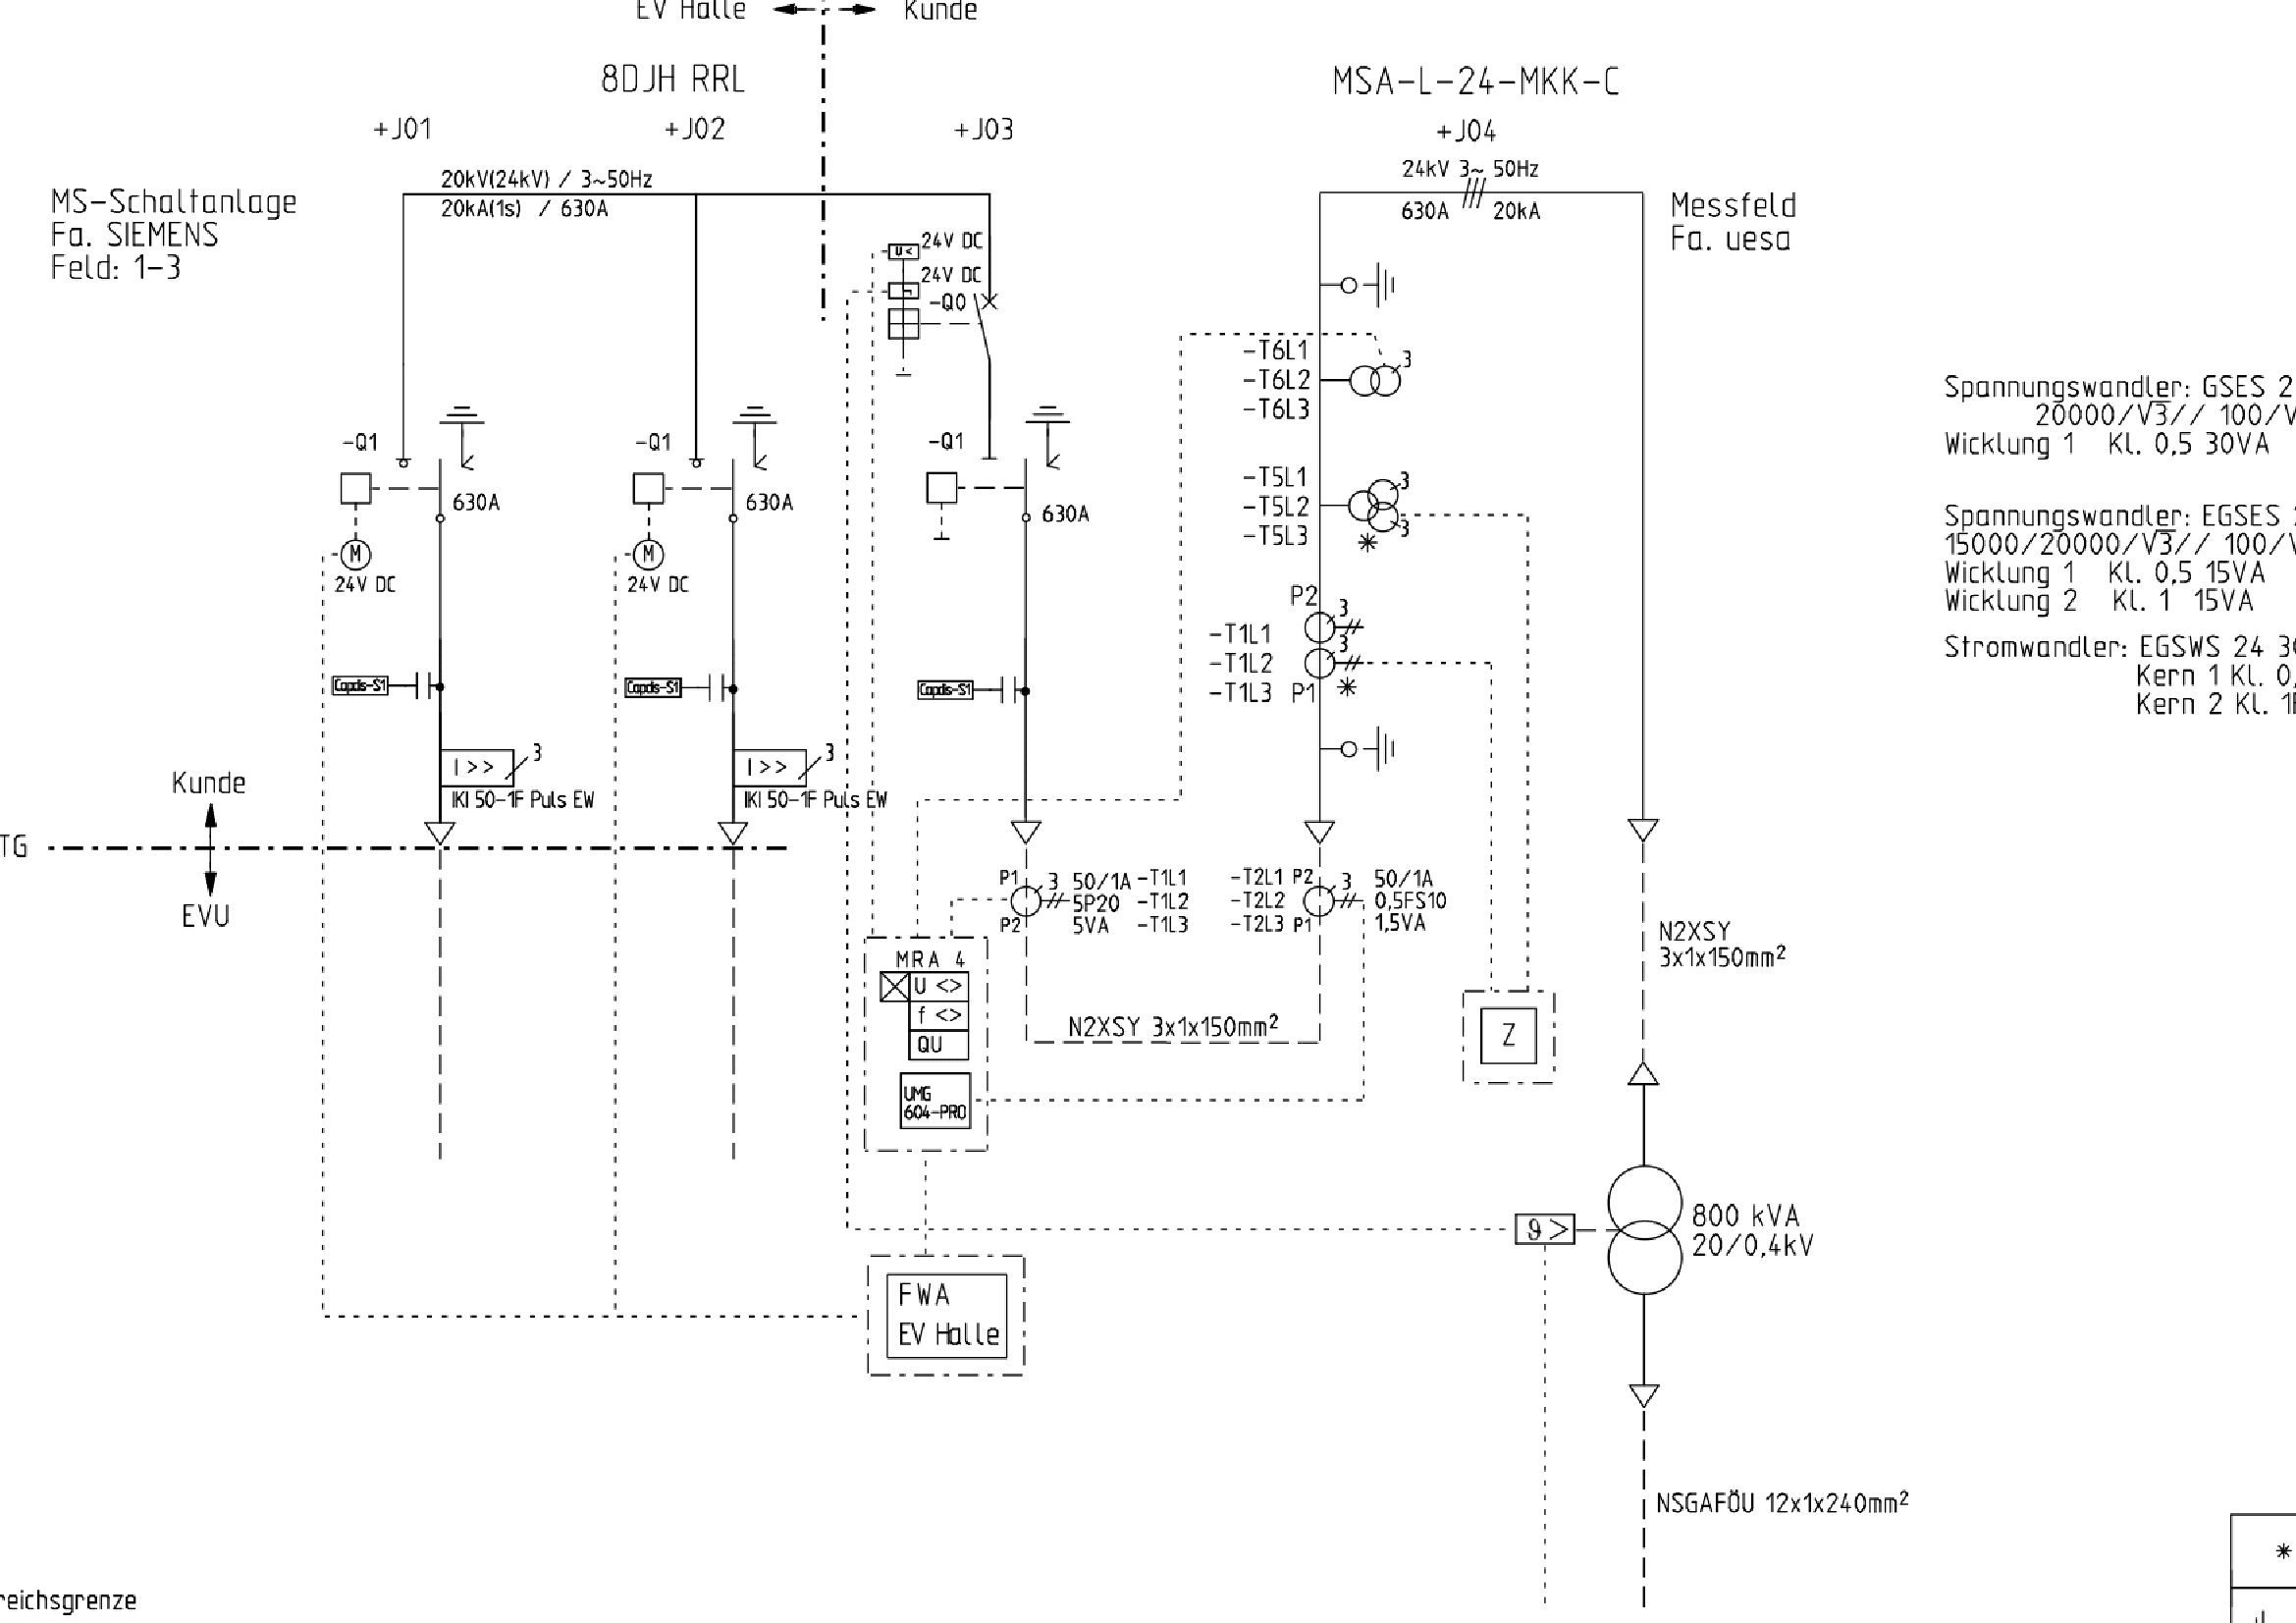 EV Halle
Kunde
8DJH RRL
MSA-L-24-MKK-C
+J01
+J02
+J03
+J04
MS-Schaltanlage
Fa. SIEMENS
Feld: 1-3
20kV(24kV) / 3~50Hz
20kA(1s) / 630A
24kV 3~ 50Hz
630A
20kA
Messfeld
Fa. uesa
U<
24V DC
24V DC
-Q0
-T6L1
-T6L2
-T6L3
3
-T5L1
-T5L2
-T5L3
3
3
*
Spannungswandler: GSES 2
20000/√3// 100/√
Wicklung 1 Kl. 0,5 30VA
Spannungswandler: EGSES
15000/20000/√3// 100/√
Wicklung 1 Kl. 0,5 15VA
Wicklung 2 Kl. 1 15VA
Stromwandler: EGSWS 24
Kern 1 Kl. 0,
Kern 2 Kl.
-Q1
630A
M
24V DC
-Q1
630A
M
24V DC
-Q1
630A
P2
3
3
-T1L1
-T1L2
-T1L3
P1
*
Capdis-S1
Capdis-S1
Capdis-S1
I >>
3
IKI 50-1F Puls EW
I >>
3
IKI 50-1F Puls EW
Kunde
TG
EVU
P1
P2
3
50/1A
5P20
5VA
-T1L1
-T1L2
-T1L3
-T2L1
-T2L2
-T2L3
P2
P1
3
50/1A
0,5FS10
1,5VA
N2XSY
3x1x150mm²
MRA 4
U <>
f <>
QU
UMG
604-PRO
N2XSY 3x1x150mm²
Z
ϑ >
800 kVA
20/0,4kV
FWA
EV Halle
NSGAFÖU 12x1x240mm²
*
reichsgrenze